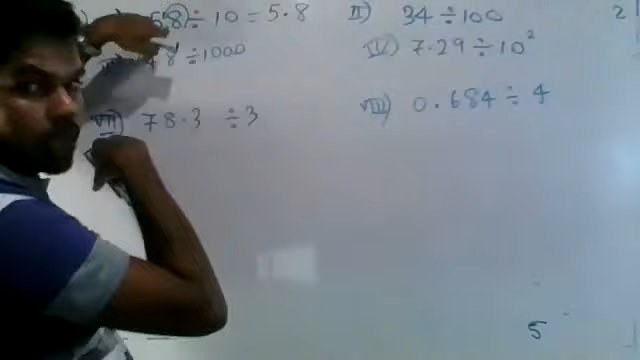 58 ÷ 10 = 5.8 II) 34 ÷ 100 2
8 ÷ 1000 IV) 7.29 ÷ 10²
VII) 78.3 ÷ 3 VIII) 0.684 ÷ 4
5